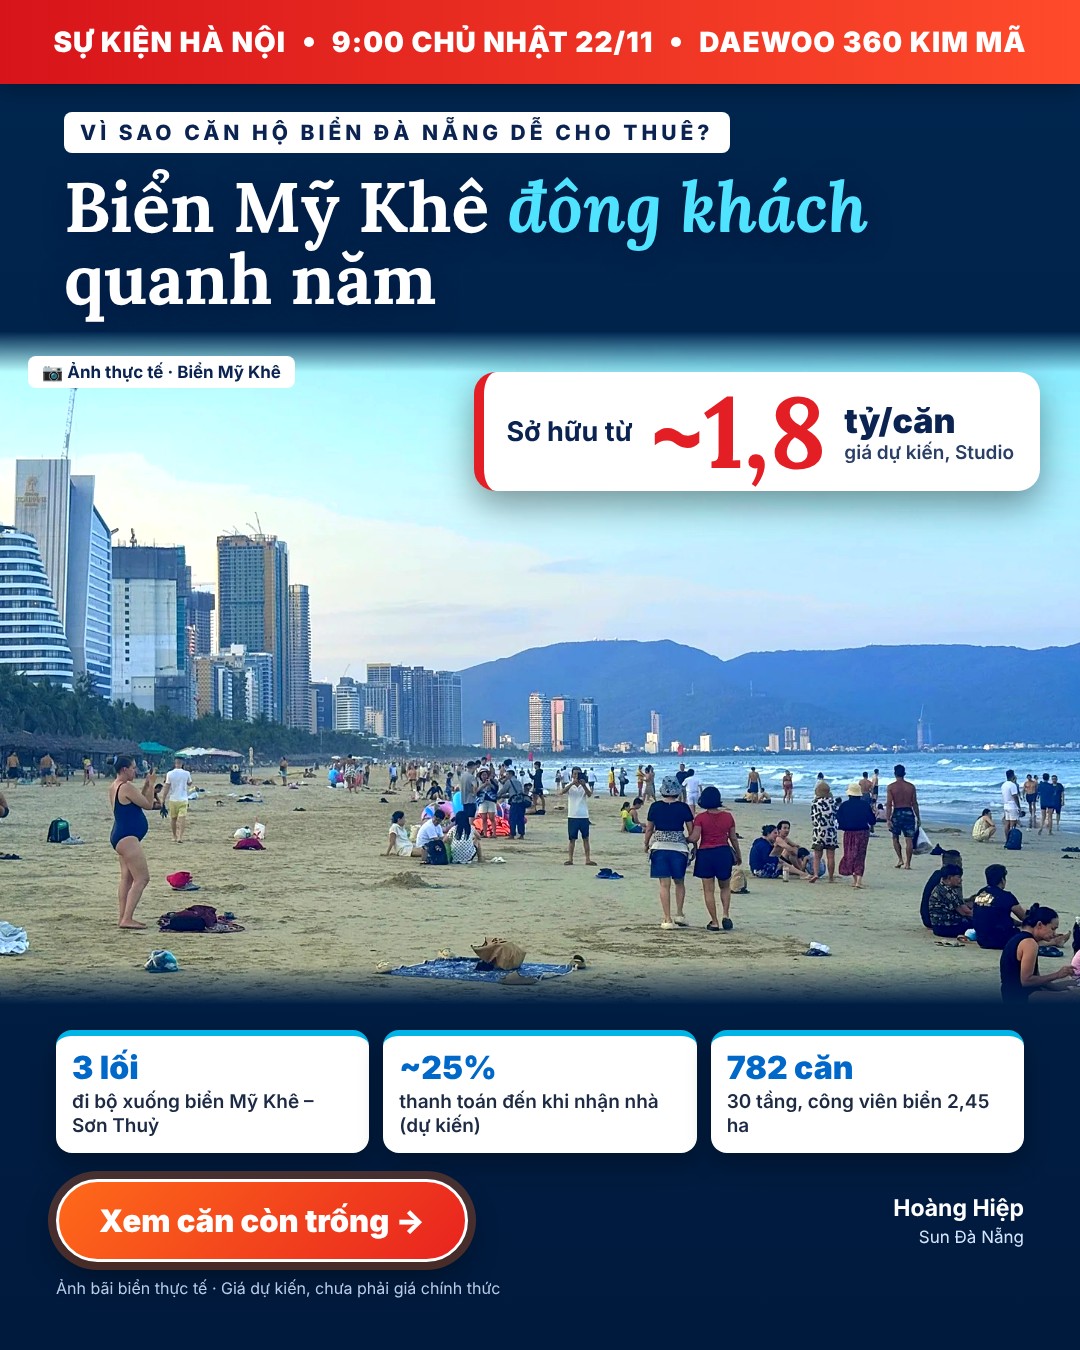 SỰ KIỆN HÀ NỘI • 9:00 CHỦ NHẬT 22/11 • DAEWOO 360 KIM MÃ
VÌ SAO CĂN HỘ BIỂN ĐÀ NẴNG DỄ CHO THUÊ?
Biển Mỹ Khê đông khách
quanh năm
📷 Ảnh thực tế · Biển Mỹ Khê
Sở hữu từ ~1,8 tỷ/căn
giá dự kiến, Studio
3 lối
đi bộ xuống biển Mỹ Khê –
Sơn Thuỷ
~25%
thanh toán đến khi nhận nhà
(dự kiến)
782 căn
30 tầng, công viên biển 2,45
ha
Xem căn còn trống →
Hoàng Hiệp
Sun Đà Nẵng
Ảnh bãi biển thực tế · Giá dự kiến, chưa phải giá chính thức